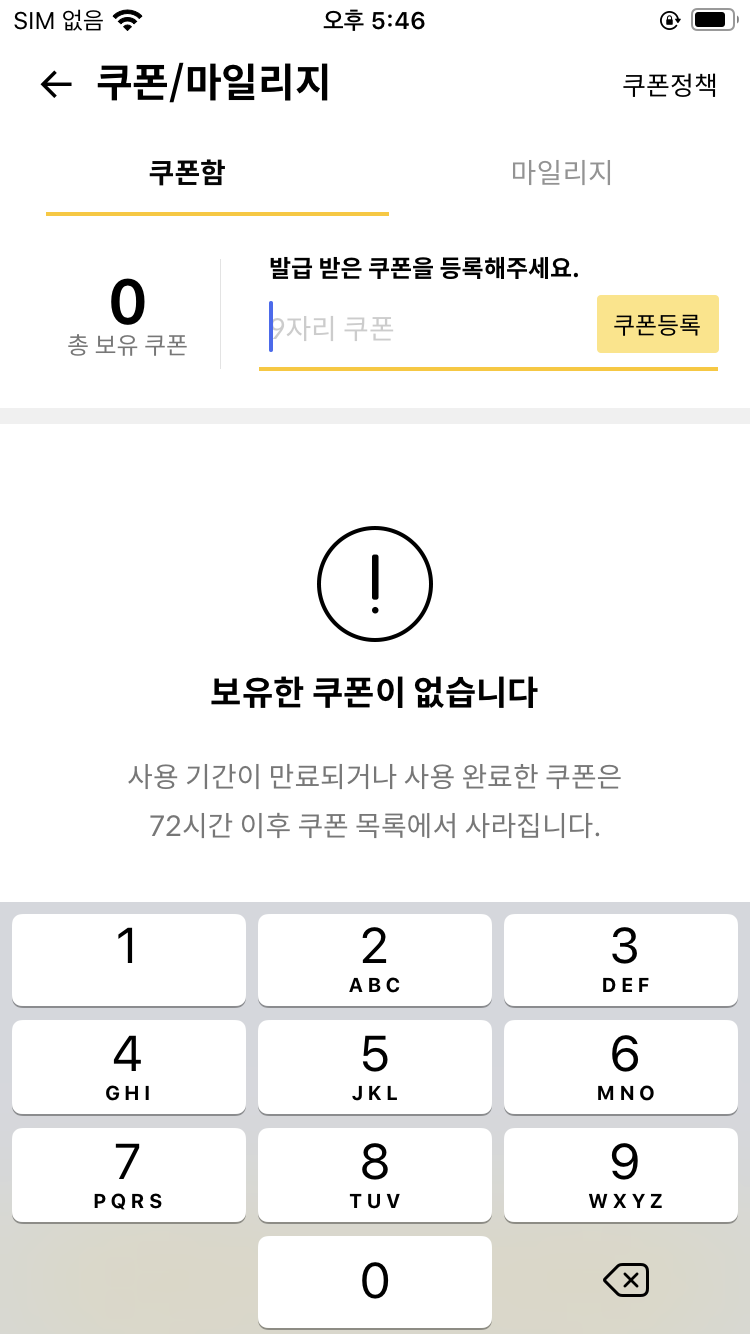 SIM 없음 오후 5:46
쿠폰/마일리지 쿠폰정책
쿠폰함 마일리지
0
총 보유 쿠폰
발급 받은 쿠폰을 등록해주세요.
9자리 쿠폰 쿠폰등록
보유한 쿠폰이 없습니다
사용 기간이 만료되거나 사용 완료한 쿠폰은
72시간 이후 쿠폰 목록에서 사라집니다.
1 2 3
ABC DEF
4 5 6
GHI JKL MNO
7 8 9
PQRS TUV WXYZ
0